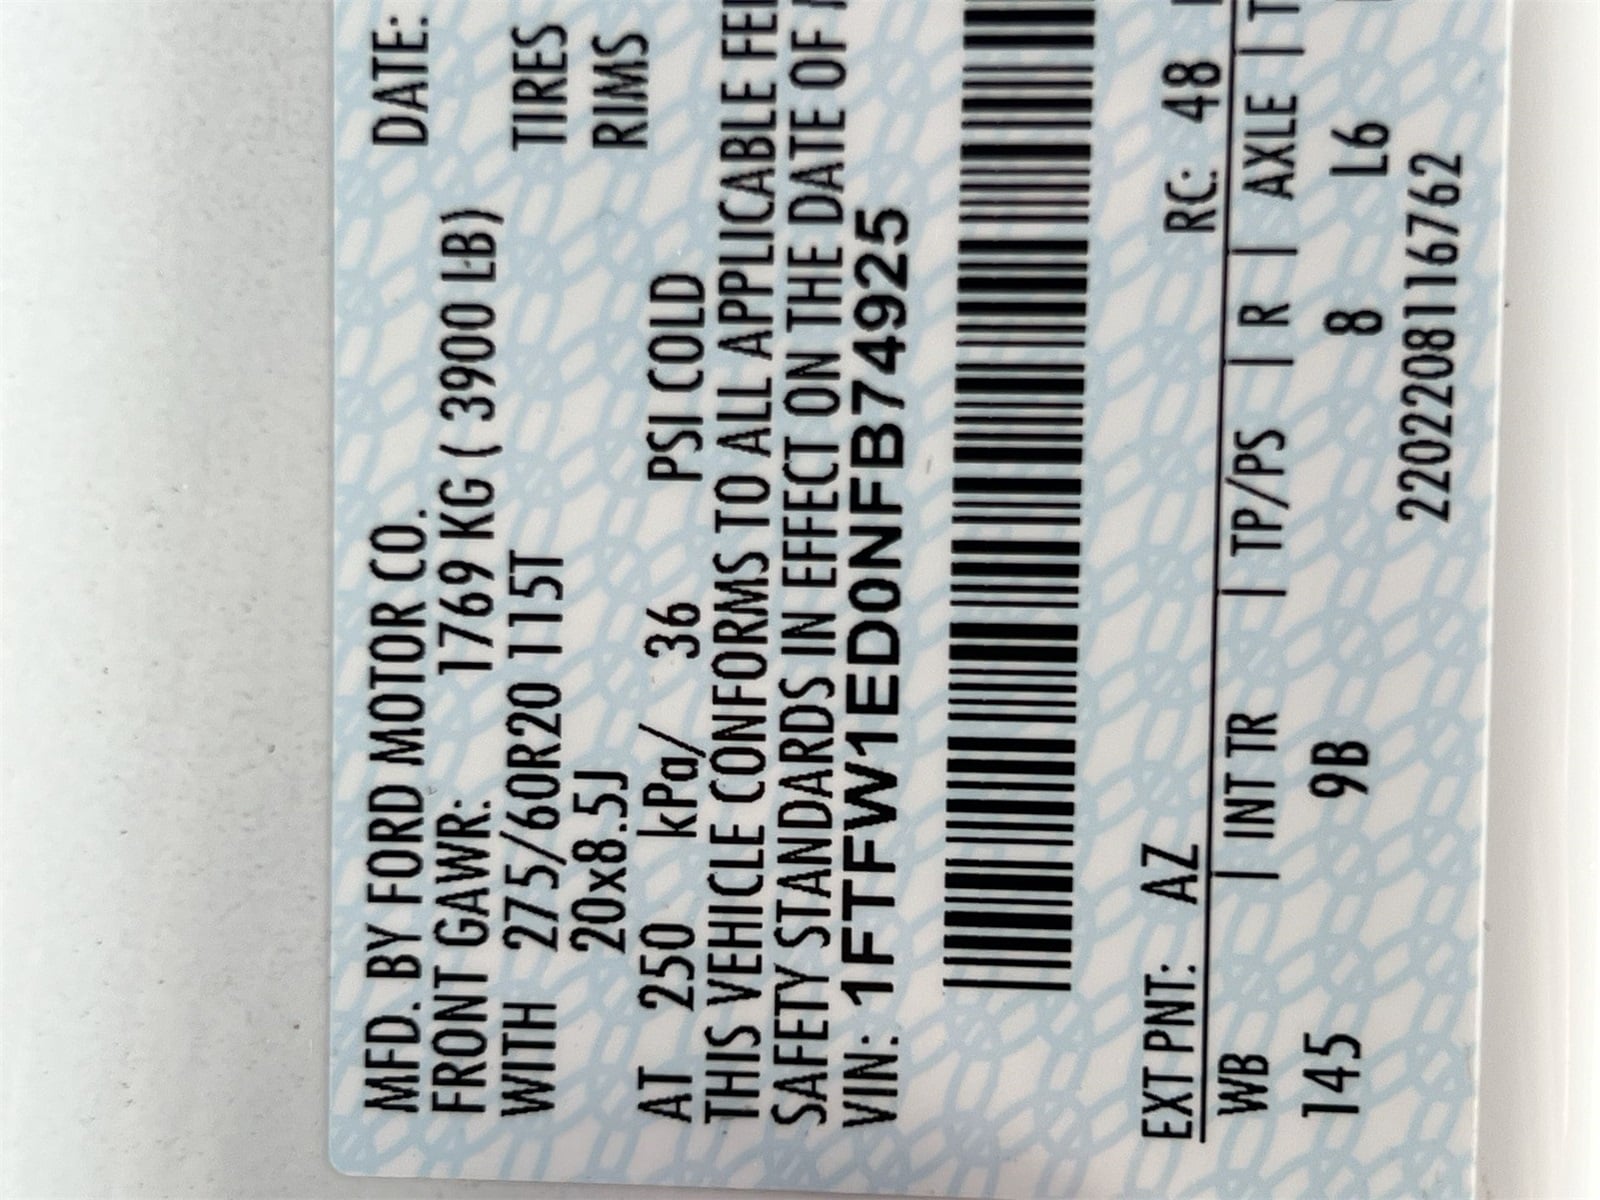 MFD. BY FORD MOTOR CO.
DATE:
FRONT GAWR: 1769 KG ( 3900 LB)
WITH 275/60R20 115T TIRES
20x8.5J RIMS
AT 250 kPa/ 36 PSI COLD
THIS VEHICLE CONFORMS TO ALL APPLICABLE
SAFETY STANDARDS IN EFFECT ON THE DATE OF
VIN: 1FTFW1ED0NFB74925
EXT PNT: AZ RC: 48
WB | INT TR | TP/PS | R | AXLE |
145 9B 8 L6
2202208116762